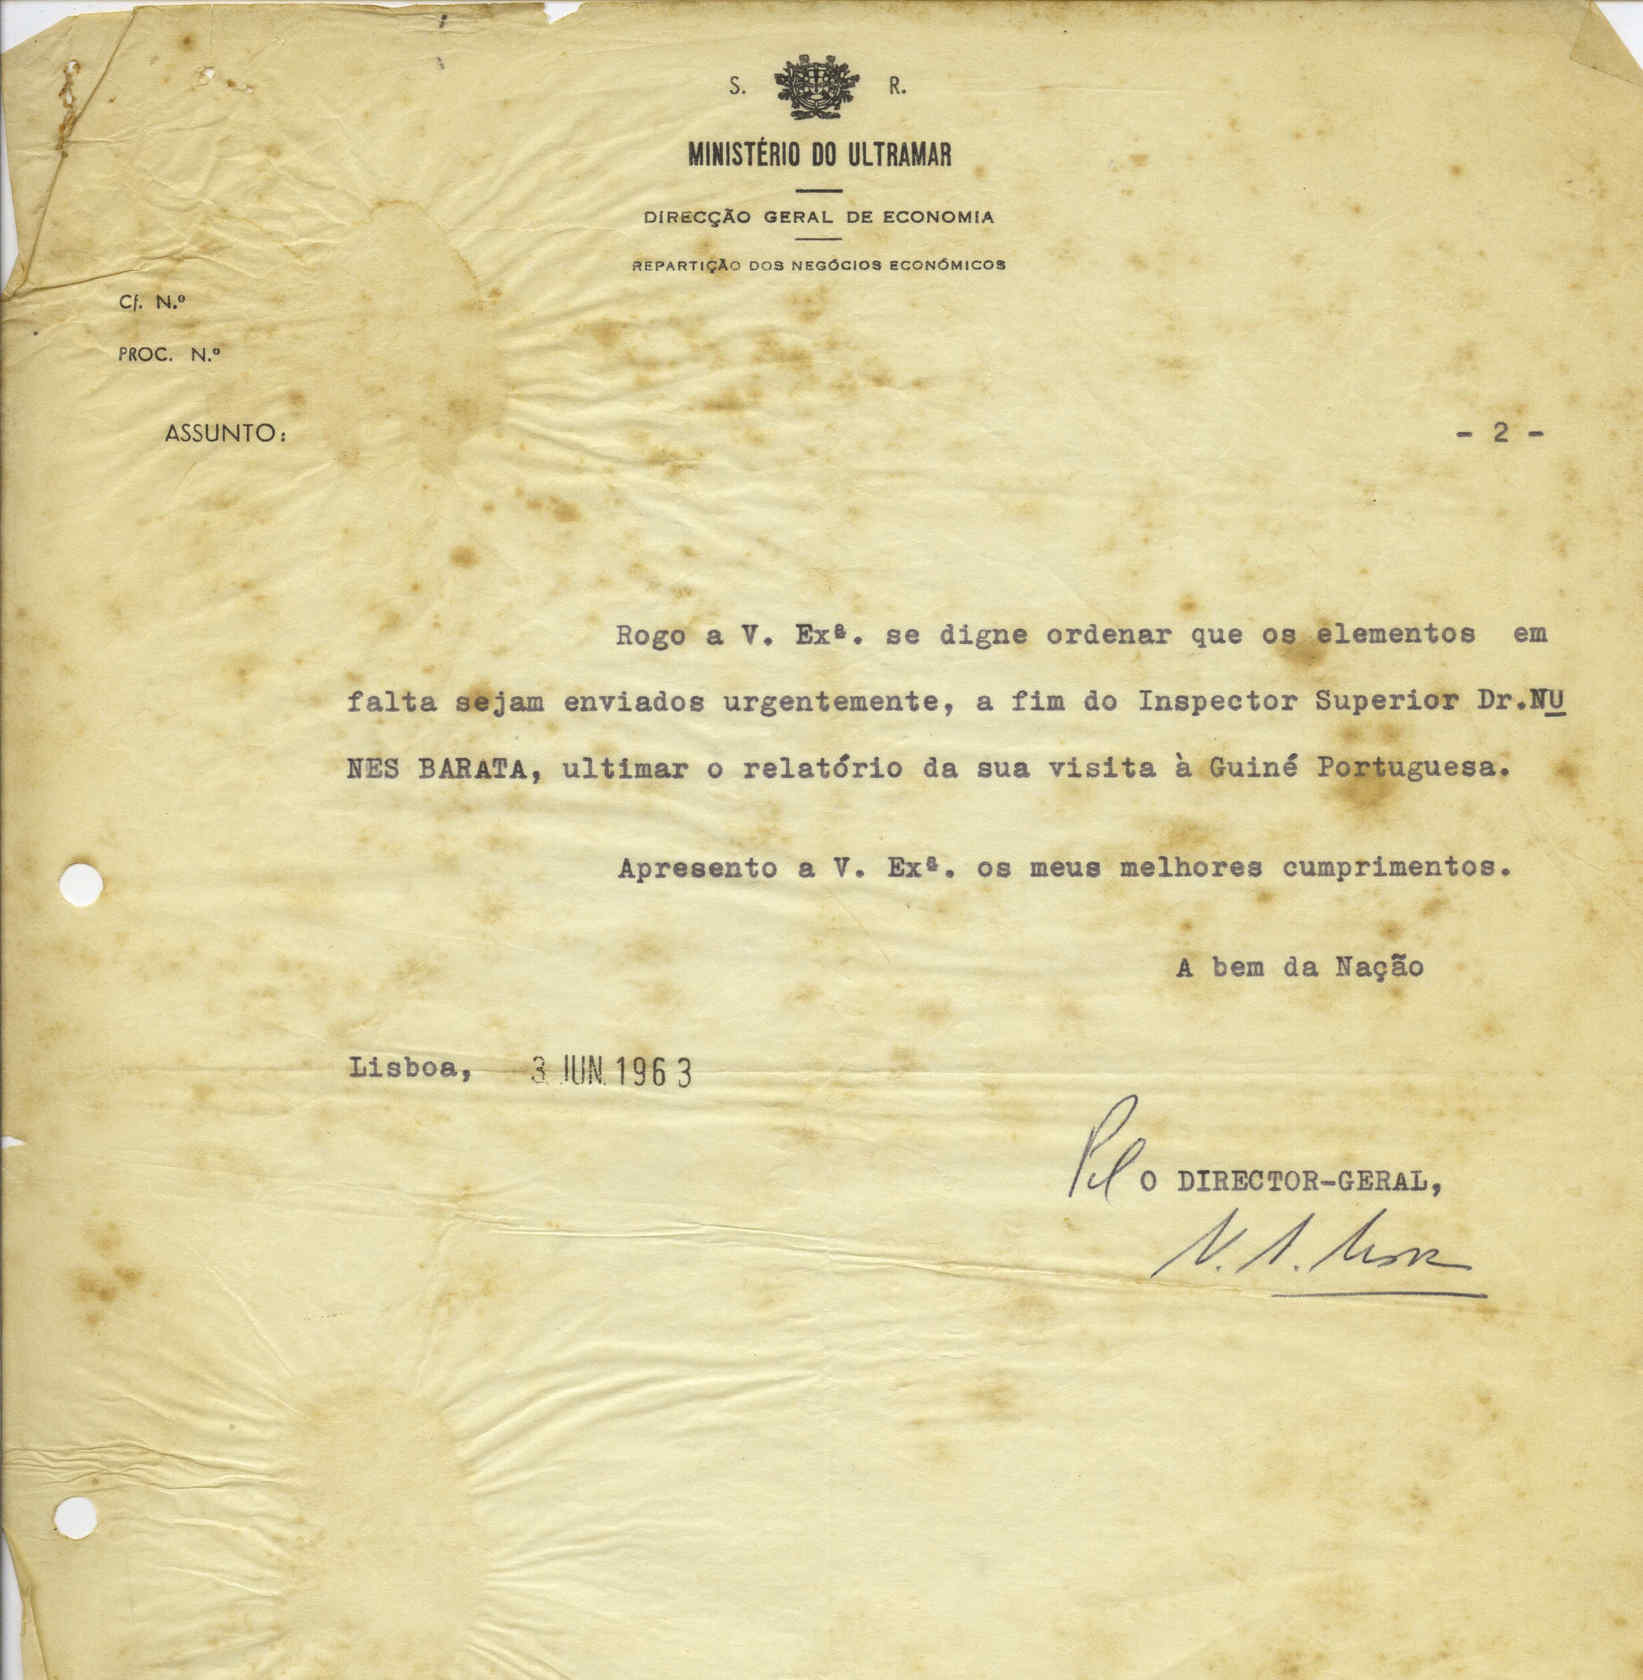 S. R.
MINISTÉRIO DO ULTRAMAR
DIRECÇÃO GERAL DE ECONOMIA
REPARTIÇÃO DOS NEGÓCIOS ECONÓMICOS
Cf. N.º
PROC. N.º
ASSUNTO:
- 2 -
Rogo a V. Exª. se digne ordenar que os elementos em
falta sejam enviados urgentemente, a fim do Inspector Superior Dr.NU
NES BARATA, ultimar o relatório da sua visita à Guiné Portuguesa.
Apresento a V. Exª. os meus melhores cumprimentos.
A bem da Nação
Lisboa, 3 JUN. 1963
Pel O DIRECTOR-GERAL,